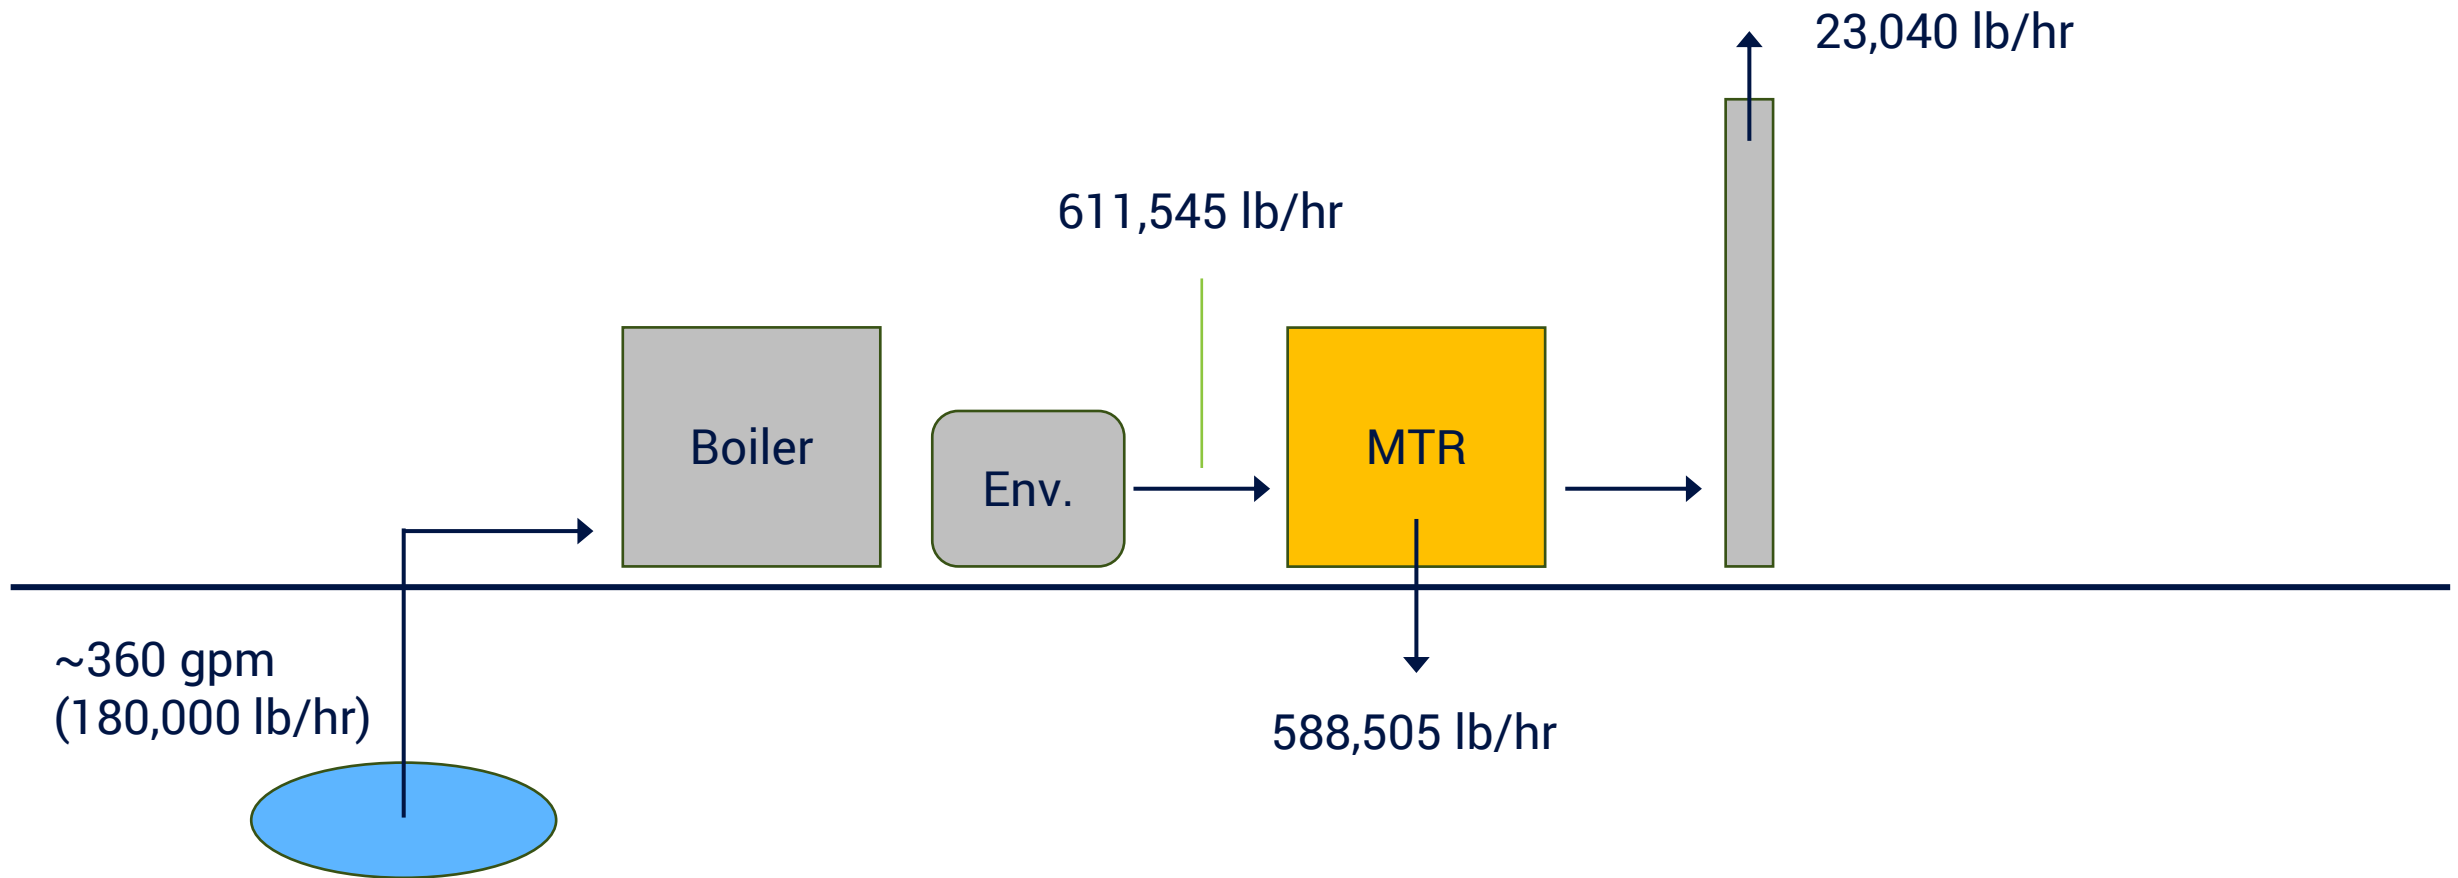 23,040 lb/hr
611,545 lb/hr
Boiler
MTR
Env.
~360 gpm
(180,000 lb/hr)
588,505 lb/hr